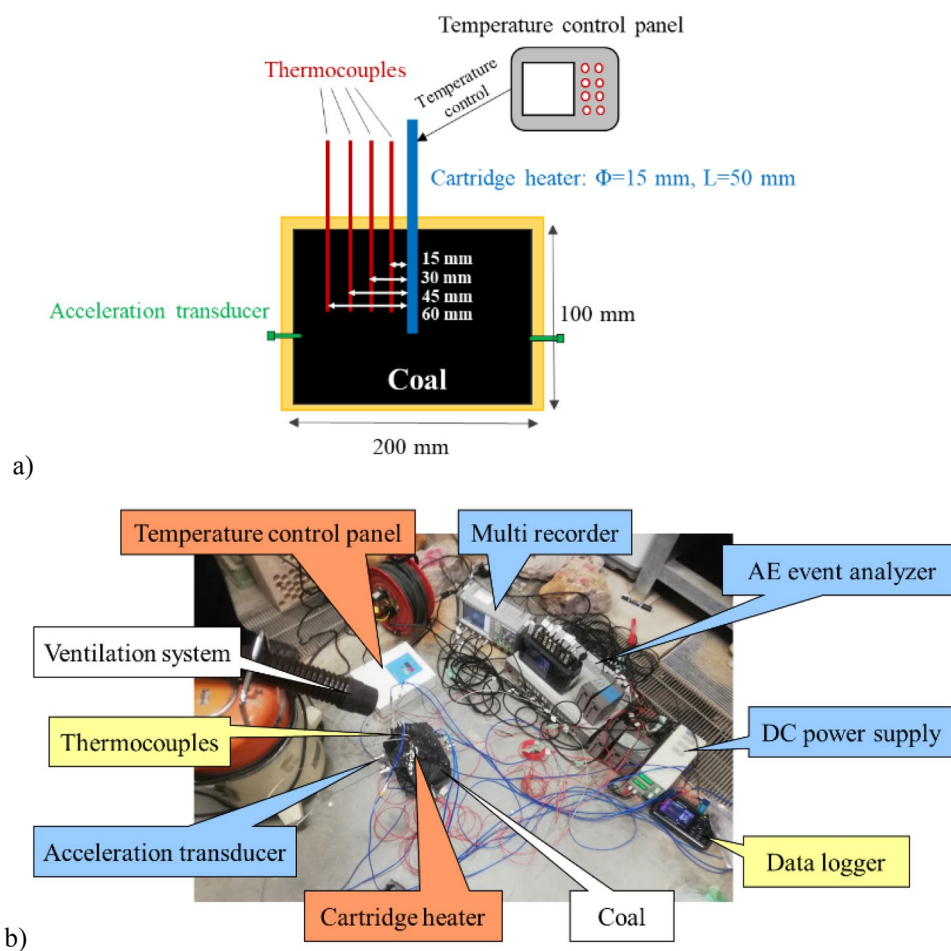 Temperature control panel
Thermocouples
Temperature
control
Cartridge heater: Φ=15 mm, L=50 mm
15 mm
30 mm
45 mm
60 mm
Acceleration transducer
100 mm
Coal
200 mm
a)
Temperature control panel
Multi recorder
AE event analyzer
Ventilation system
Thermocouples
DC power supply
Acceleration transducer
Data logger
Cartridge heater
Coal
b)